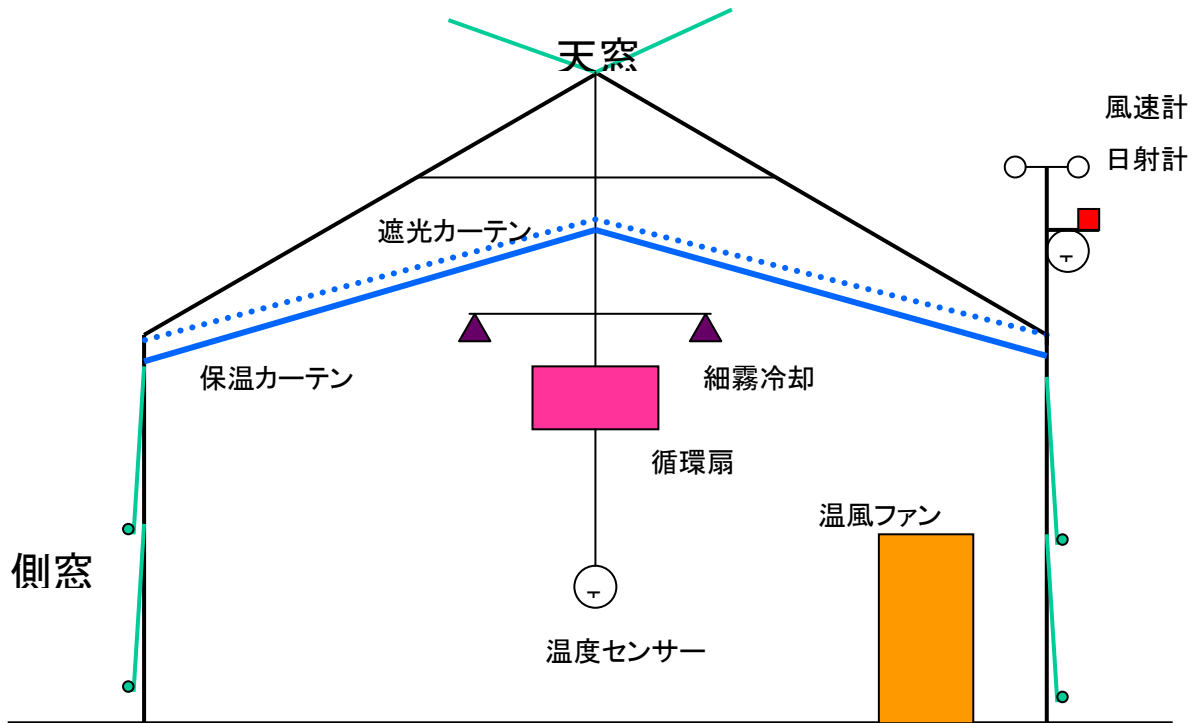 天窓
風速計
日射計
遮光カーテン
保温カーテン
細霧冷却
循環扇
温風ファン
側窓
T
T
温度センサー